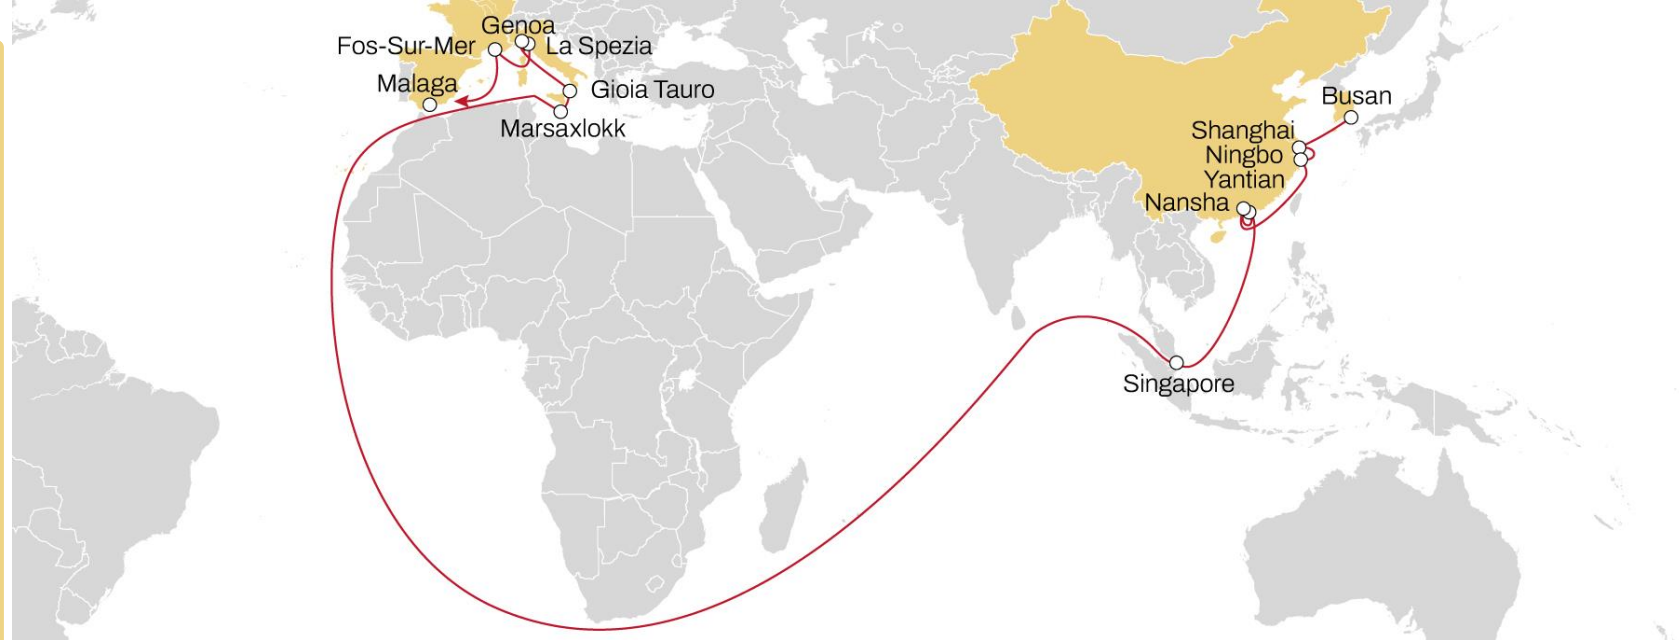 Genoa
Fos-Sur-Mer
La Spezia
Malaga
Gioia Tauro
Marsaxlokk
Busan
Shanghai
Ningbo
Yantian
Nansha
Singapore